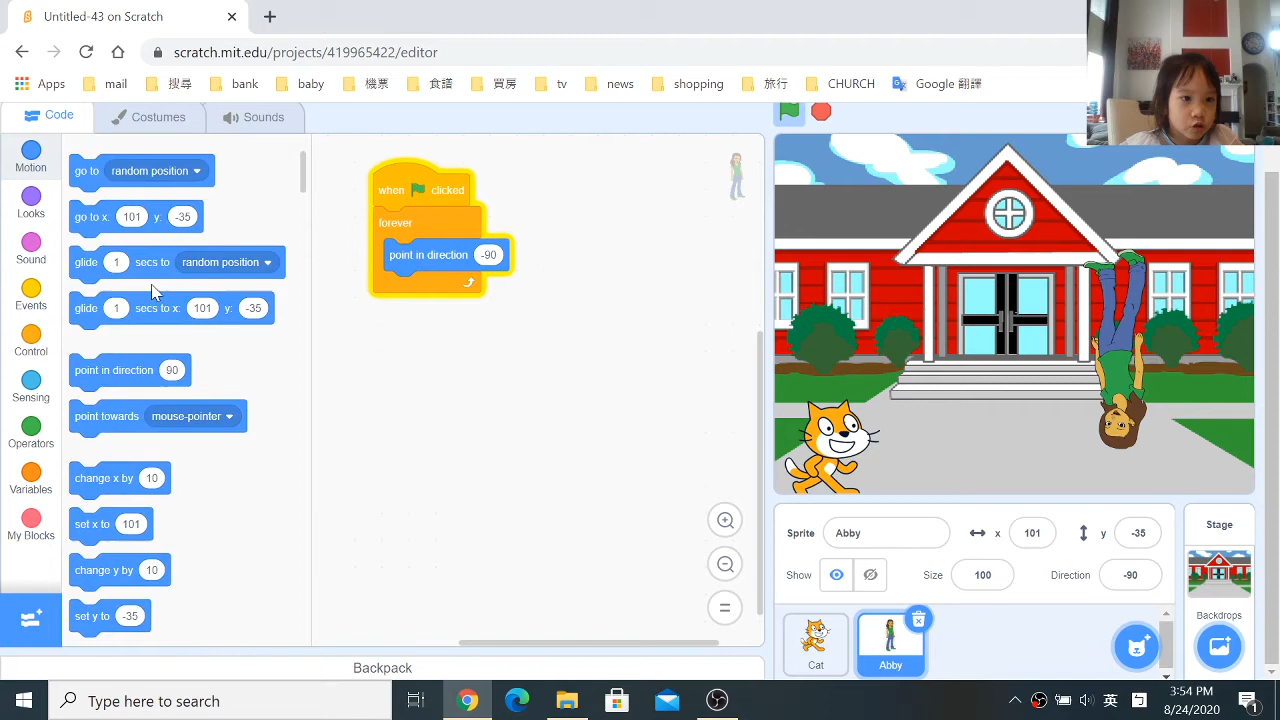 Untitled-43 on Scratch
scratch.mit.edu/projects/419965422/editor
Apps mail 搜尋 bank baby 機票 食譜 買房 tv news shopping 旅行 CHURCH Google 翻譯
Code Costumes Sounds
Motion
Looks
Sound
Events
Control
Sensing
Operators
Variables
My Blocks
go to random position
go to x: 101 y: -35
glide 1 secs to random position
glide 1 secs to x: 101 y: -35
point in direction 90
point towards mouse-pointer
change x by 10
set x to 101
change y by 10
set y to -35
when clicked
forever
point in direction -90
Sprite Abby x 101 y -35
Show Size 100 Direction -90
Cat
Abby
Stage
Backdrops
Backpack
Type here to search
英
3:54 PM
8/24/2020
1